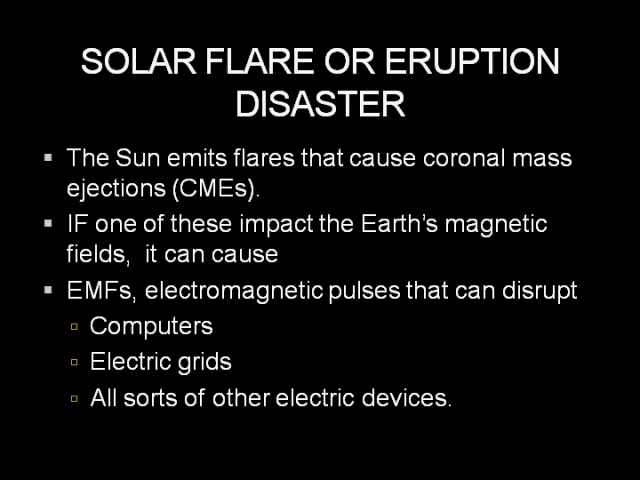 SOLAR FLARE OR ERUPTION
DISASTER
The Sun emits flares that cause coronal mass
ejections (CMEs).
IF one of these impact the Earth's magnetic
fields,  it can cause
EMFs, electromagnetic pulses that can disrupt
Computers
Electric grids
All sorts of other electric devices.